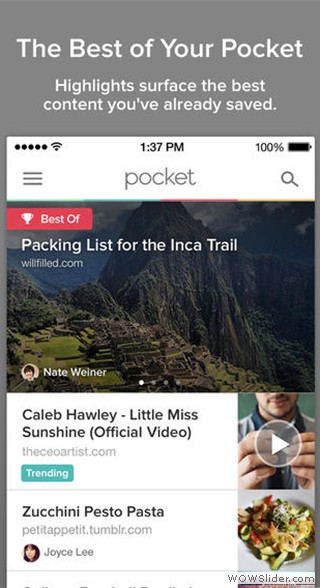 The Best of Your Pocket
Highlights surface the best
content you've already saved.
1:37 PM
100%
pocket
Best Of
Packing List for the Inca Trail
willfilled.com
Nate Weiner
Caleb Hawley - Little Miss
Sunshine (Official Video)
theceoartist.com
Trending
Zucchini Pesto Pasta
petitappetit.tumblr.com
Joyce Lee
WOWSlider.com